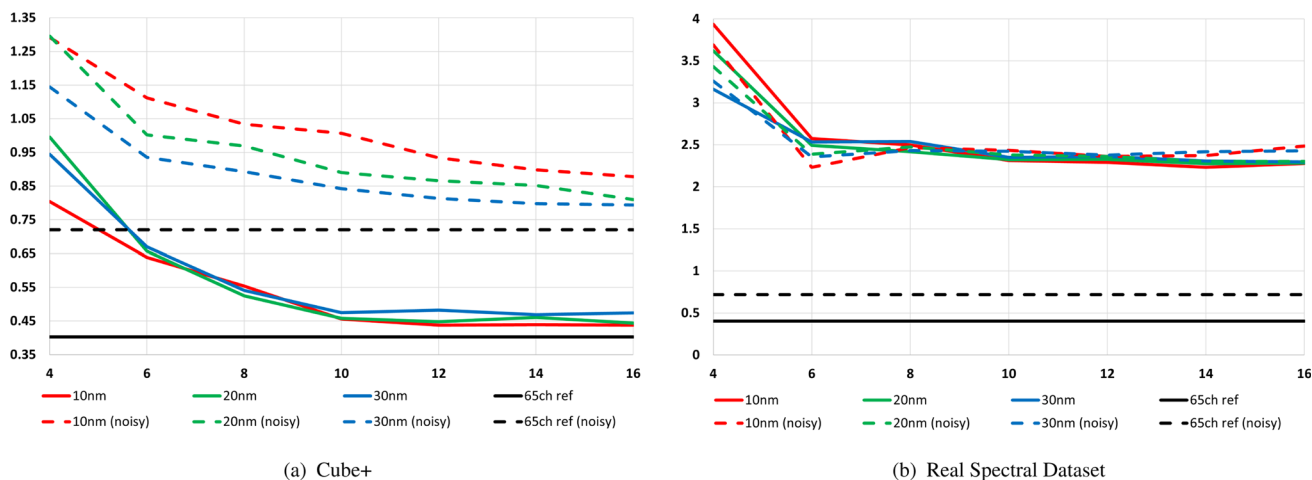 1.35
1.25
1.15
1.05
0.95
0.85
0.75
0.65
0.55
0.45
0.35
4 6 8 10 12 14 16
10nm 20nm 30nm 65ch ref
10nm (noisy) 20nm (noisy) 30nm (noisy) 65ch ref (noisy)
(a) Cube+
4
3.5
3
2.5
2
1.5
1
0.5
0
4 6 8 10 12 14 16
10nm 20nm 30nm 65ch ref
10nm (noisy) 20nm (noisy) 30nm (noisy) 65ch ref (noisy)
(b) Real Spectral Dataset